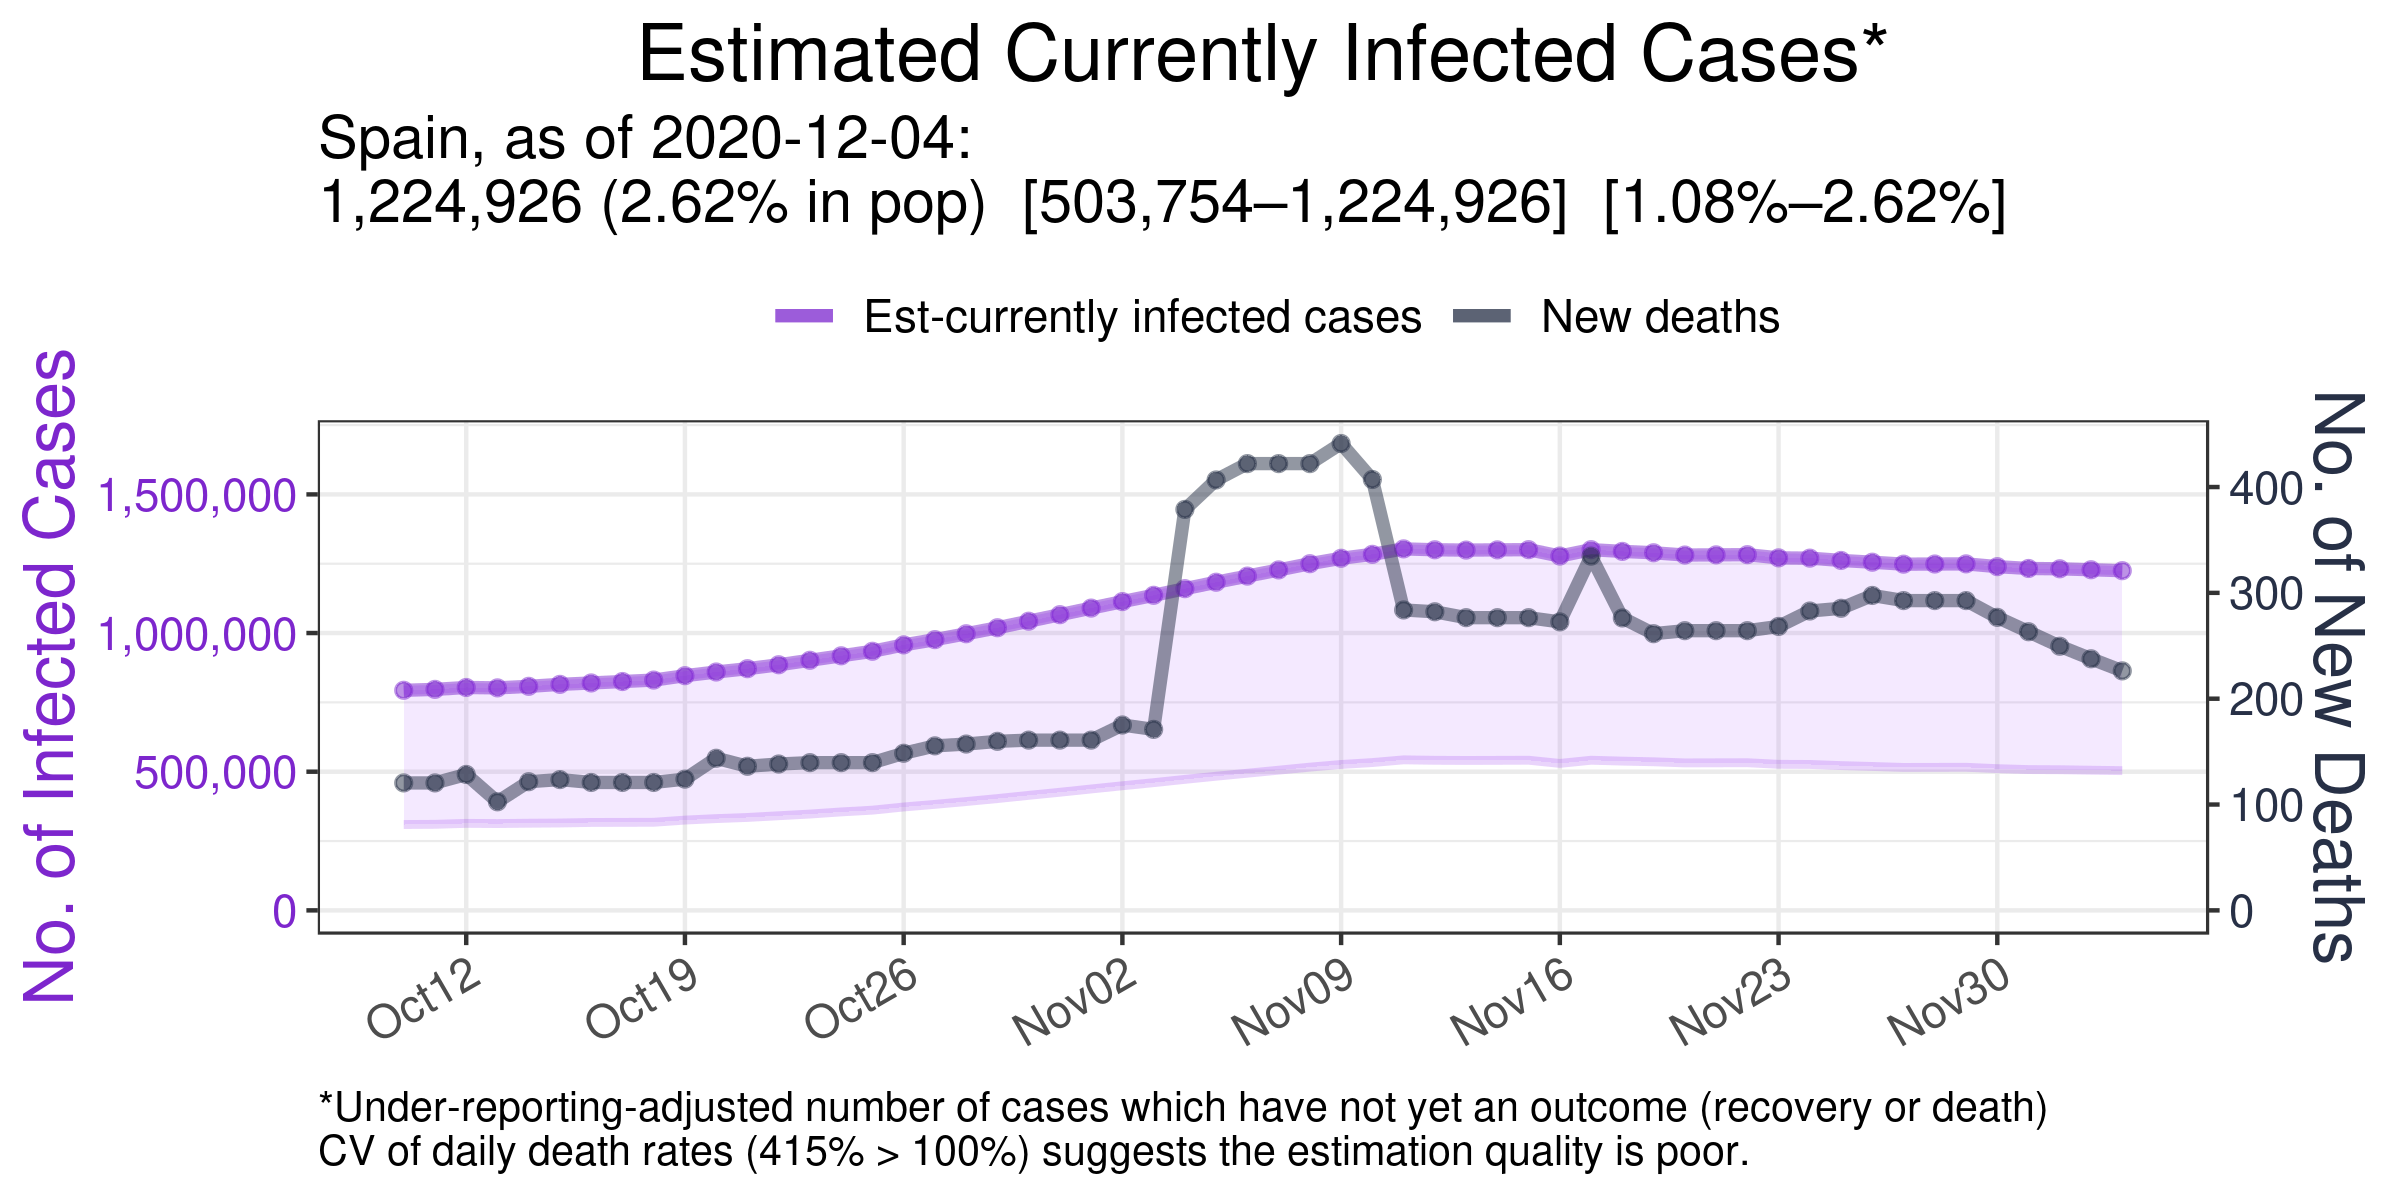 Estimated Currently Infected Cases*
Spain, as of 2020-12-04:
1,224,926 (2.62% in pop)  [503,754–1,224,926]  [1.08%–2.62%]
Est-currently infected cases
New deaths
No. of Infected Cases
1,500,000
1,000,000
500,000
0
400
300
200
100
0
No. of New Deaths
Oct12
Oct19
Oct26
Nov02
Nov09
Nov16
Nov23
Nov30
*Under-reporting-adjusted number of cases which have not yet an outcome (recovery or death)
CV of daily death rates (415% > 100%) suggests the estimation quality is poor.